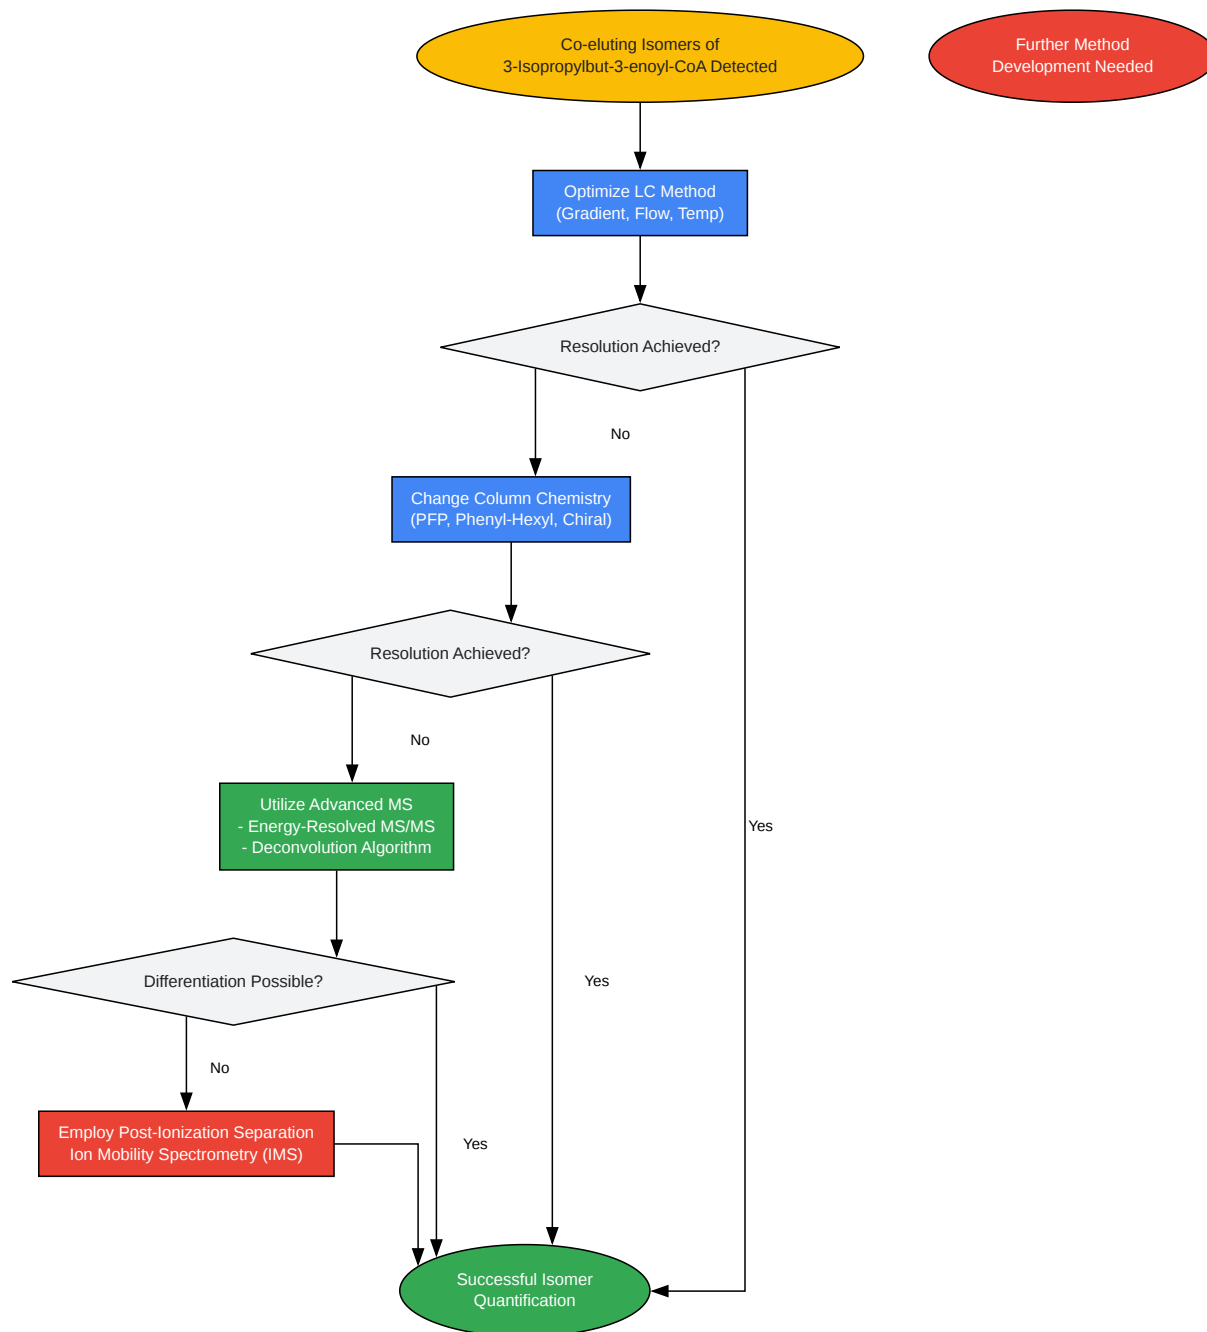 Co-eluting Isomers of
3-Isopropylbut-3-enoyl-CoA Detected
Further Method
Development Needed
Optimize LC Method
(Gradient, Flow, Temp)
Resolution Achieved?
No
Change Column Chemistry
(PFP, Phenyl-Hexyl, Chiral)
Resolution Achieved?
No
Utilize Advanced MS
- Energy-Resolved MS/MS
- Deconvolution Algorithm
Yes
Differentiation Possible?
Yes
No
Employ Post-Ionization Separation
Ion Mobility Spectrometry (IMS)
Yes
Successful Isomer
Quantification